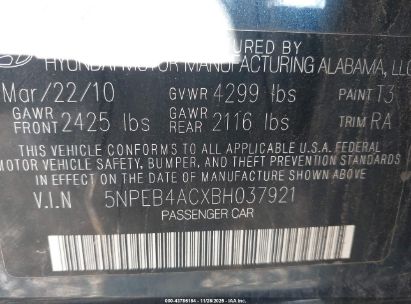 HYUNDAI MOTOR MANUFACTURING ALABAMA, LLC
Mar/22/10 GVWR 4299 lbs PAINT T3
GAWR FRONT 2425 lbs GAWR REAR 2116 lbs TRIM RA
THIS VEHICLE CONFORMS TO ALL APPLICABLE U.S.A. FEDERAL
MOTOR VEHICLE SAFETY, BUMPER, AND THEFT PREVENTION
STANDARDS IN EFFECT ON THE DATE OF MANUFACTURE SHOWN ABOVE.
V.I.N 5NPEB4ACXBH037921
PASSENGER CAR